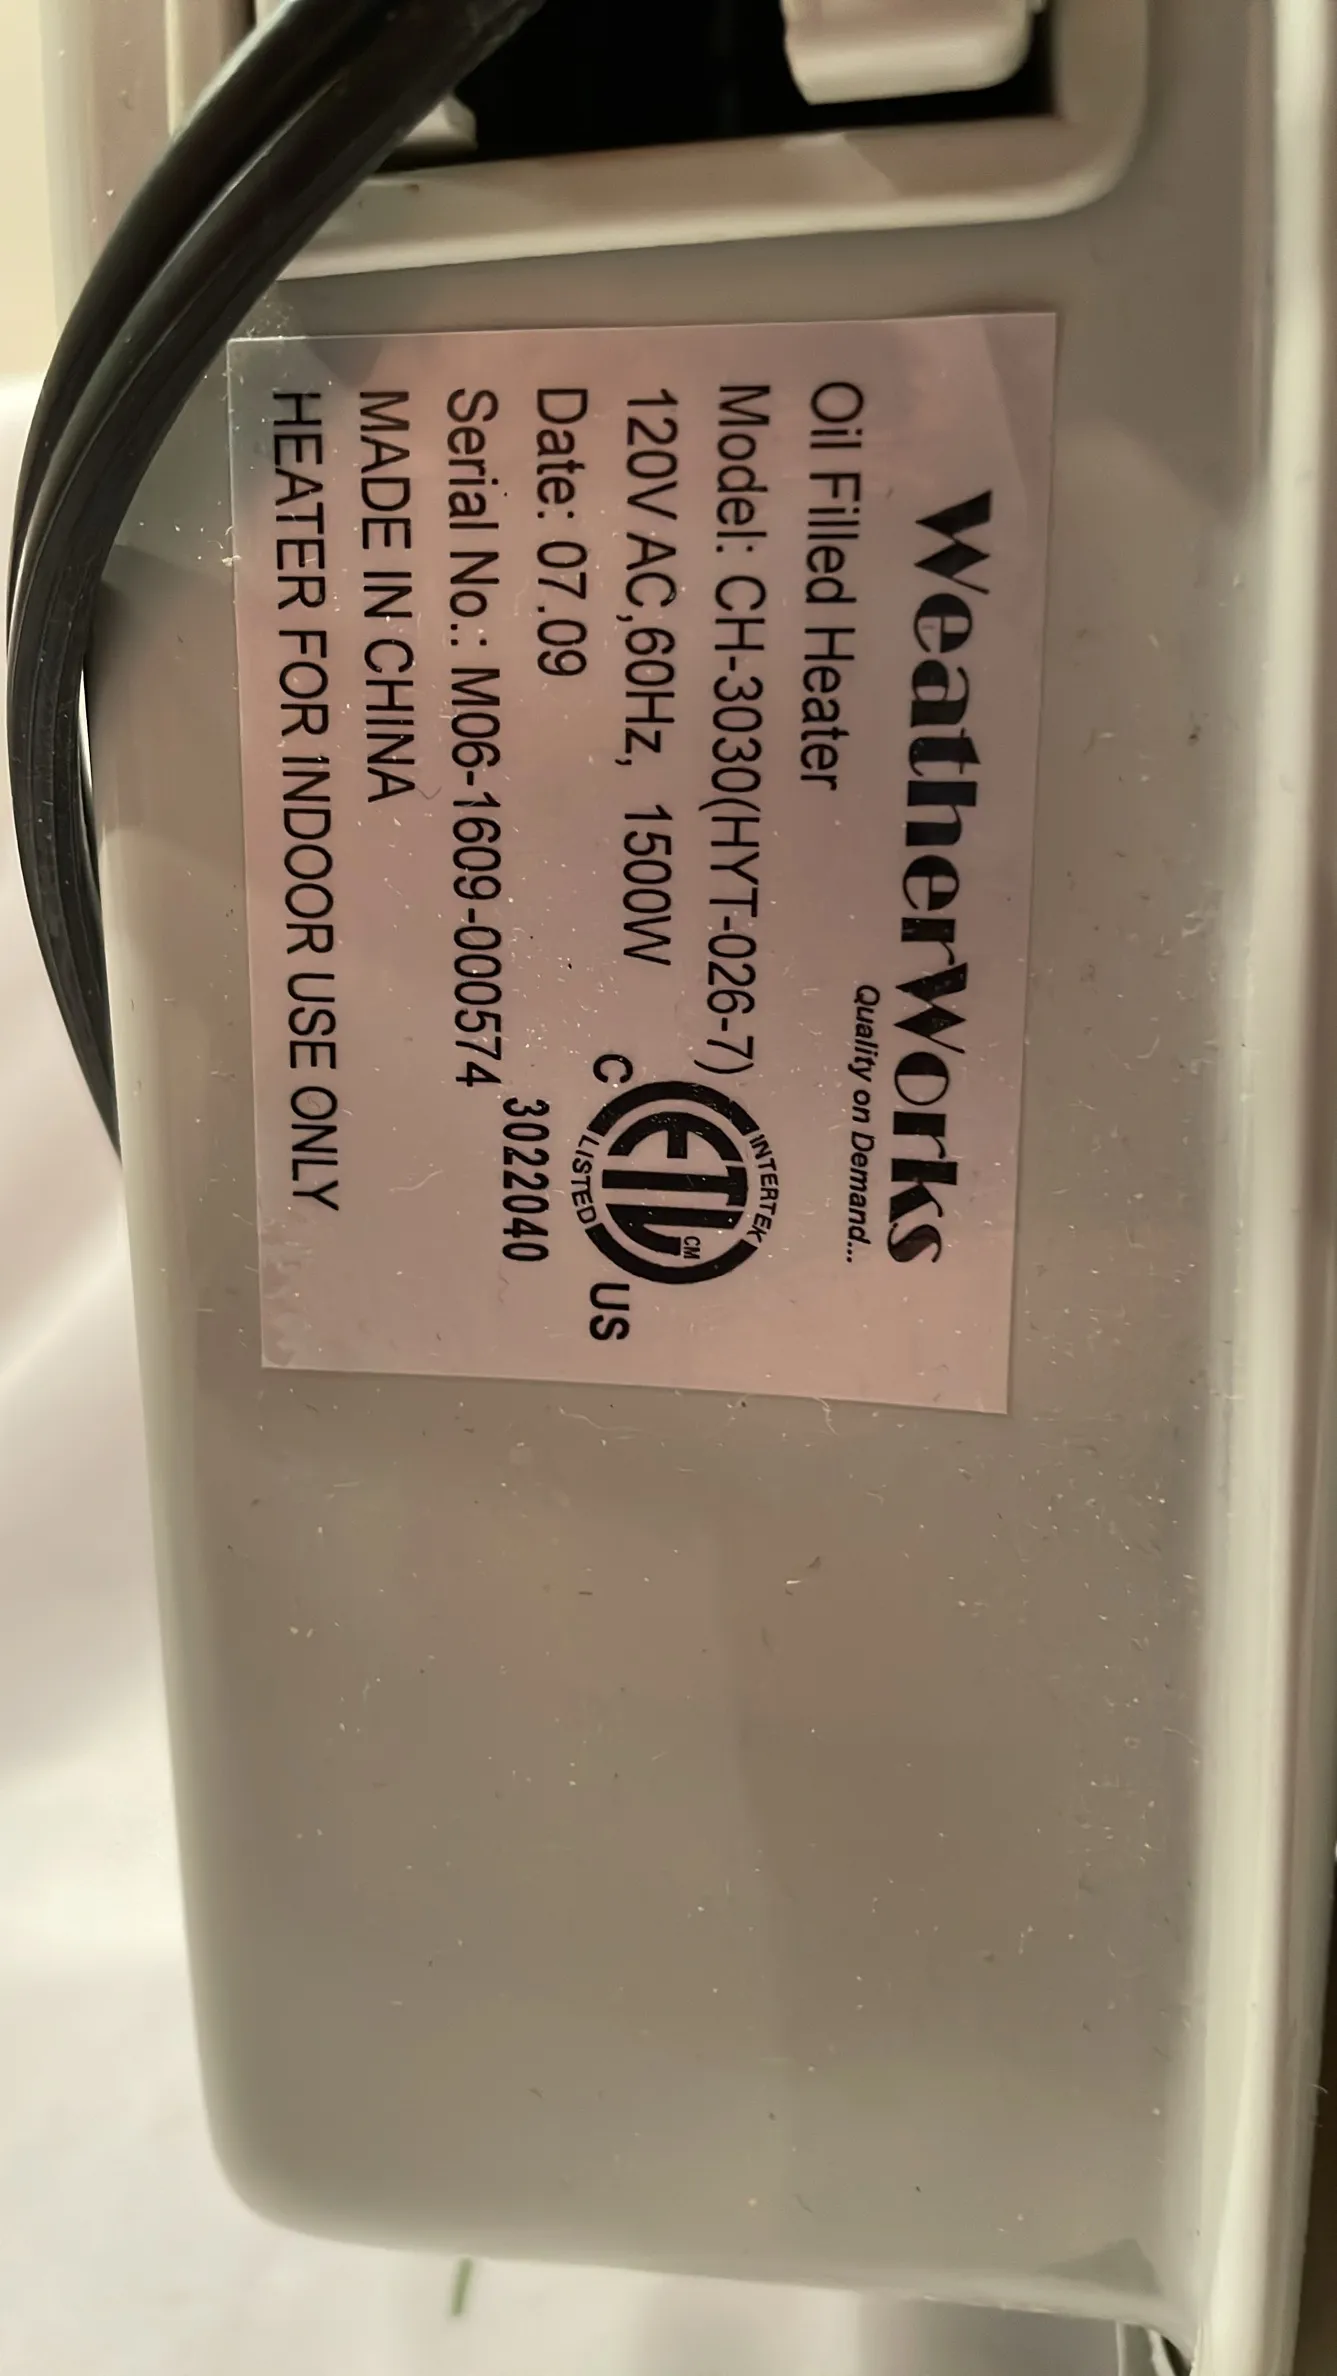 WeatherWorks
Quality on Demand...
Oil Filled Heater
Model: CH-3030(HYT-026-7)
120V AC,60Hz, 1500W
Date: 07.09
Serial No.: M06-1609-000574
MADE IN CHINA
HEATER FOR INDOOR USE ONLY
INTERTEK
ETL CM
LISTED
C US
3022040